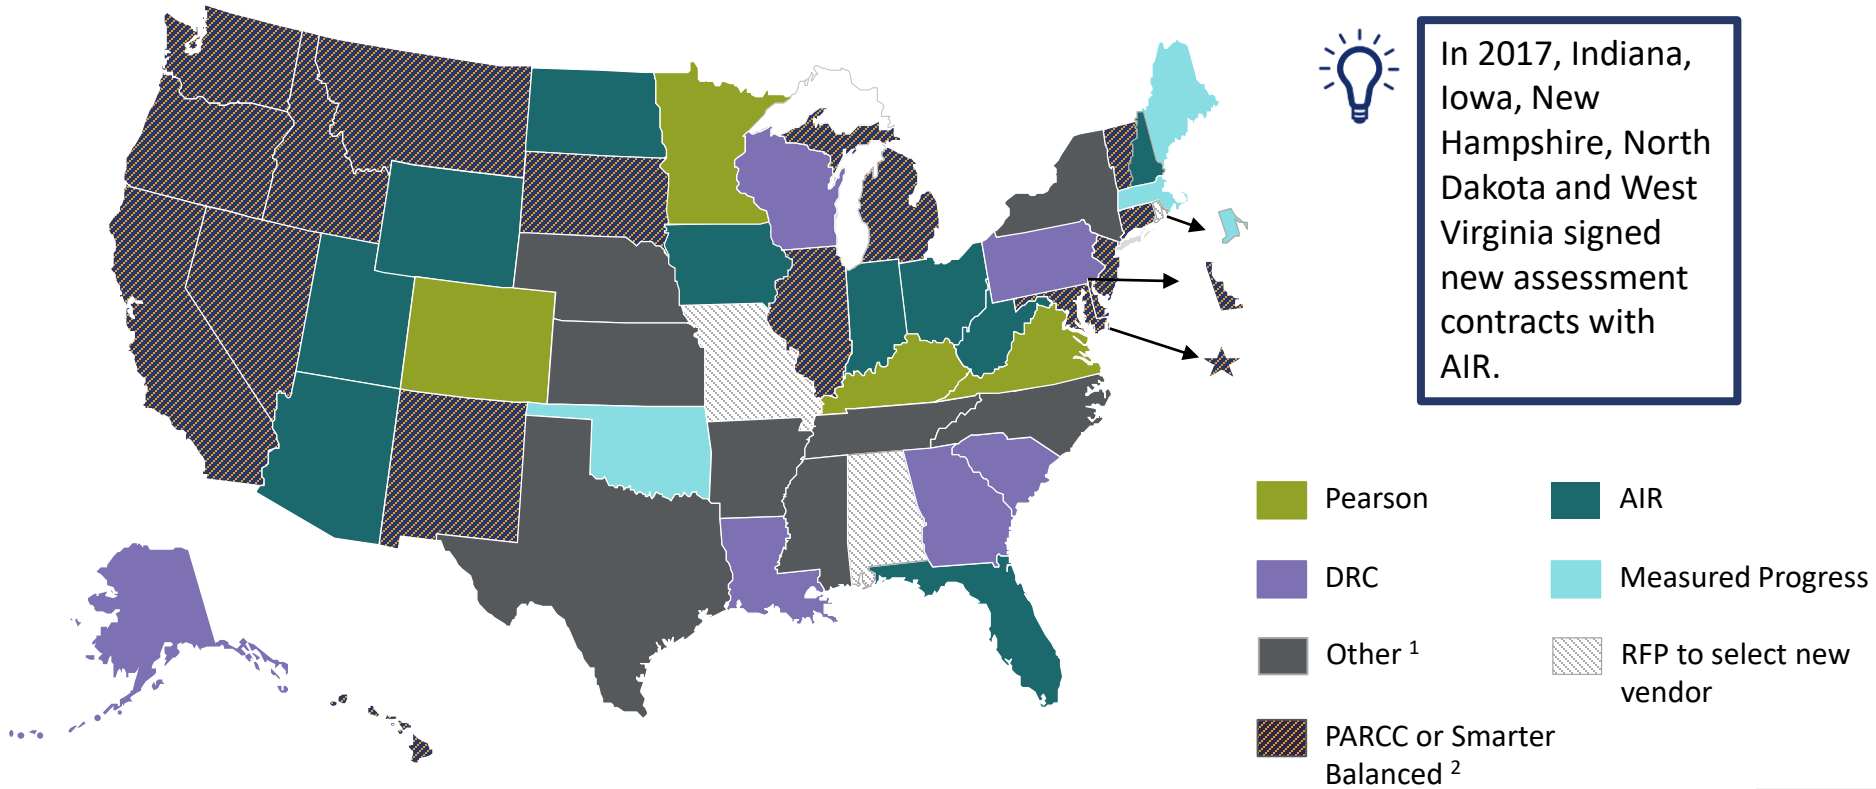 In 2017, Indiana,
Iowa, New
Hampshire, North
Dakota and West
Virginia signed
new assessment
contracts with
AIR.
Pearson
AIR
DRC
Measured Progress
Other 1
RFP to select new
vendor
PARCC or Smarter
Balanced 2